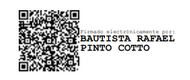 Firmado electrónicamente por:
BAUTISTA RAFAEL
PINTO COTTO